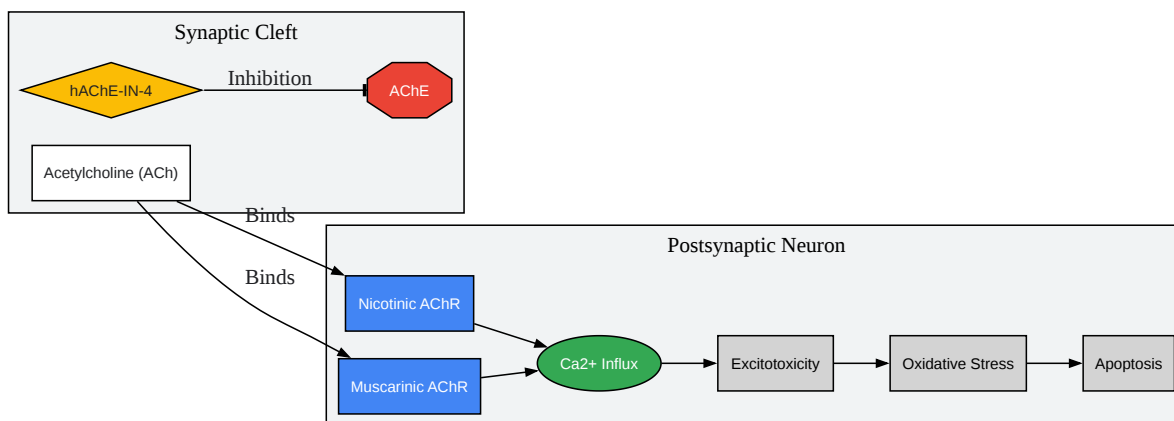 Synaptic Cleft
hAChE-IN-4
Inhibition
AChE
Acetylcholine (ACh)
Binds
Binds
Postsynaptic Neuron
Nicotinic AChR
Muscarinic AChR
Ca2+ Influx
Excitotoxicity
Oxidative Stress
Apoptosis